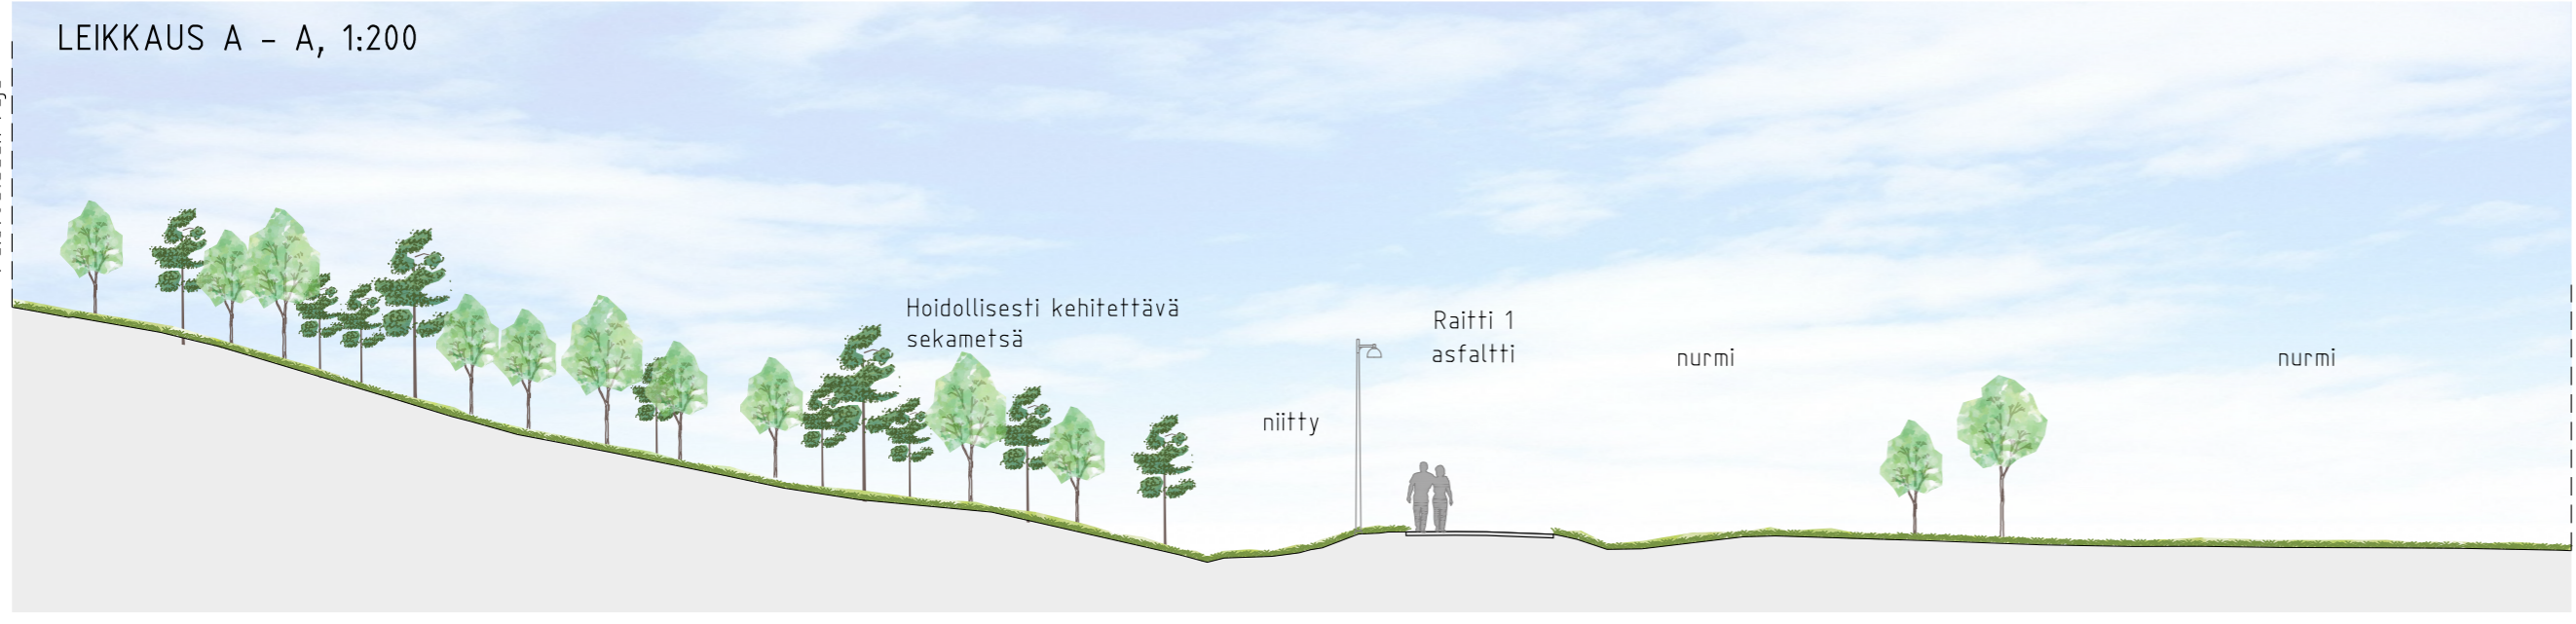 LEIKKAUS A - A, 1:200
Hoidollisesti kehitettävä
sekametsä
niitty
Raitti 1
asfaltti
nurmi
nurmi